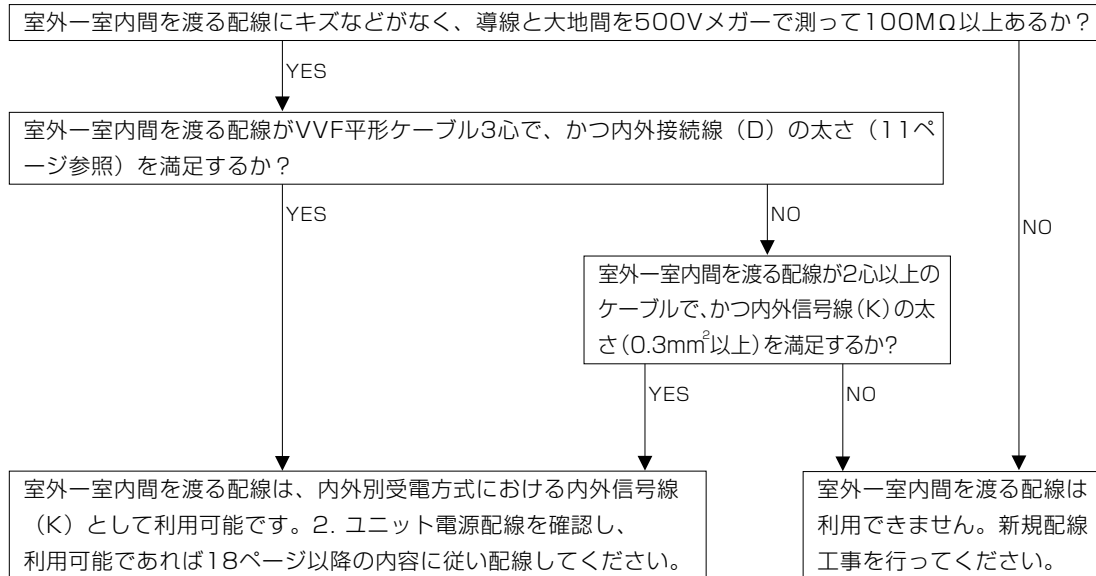 室外ー室内間を渡る配線にキズなどがなく、導線と大地間を500Vメガーで測って100MΩ以上あるか？
YES
室外ー室内間を渡る配線がVVF平形ケーブル3心で、かつ内外接続線（D）の太さ（11ペ
ージ参照）を満足するか？
YES
NO
NO
室外ー室内間を渡る配線が2心以上の
ケーブルで、かつ内外信号線（K）の太
さ（0.3mm²以上）を満足するか?
YES
NO
室外ー室内間を渡る配線は、内外別受電方式における内外信号線
（K）として利用可能です。2. ユニット電源配線を確認し、
利用可能であれば18ページ以降の内容に従い配線してください。
室外ー室内間を渡る配線は
利用できません。新規配線
工事を行ってください。